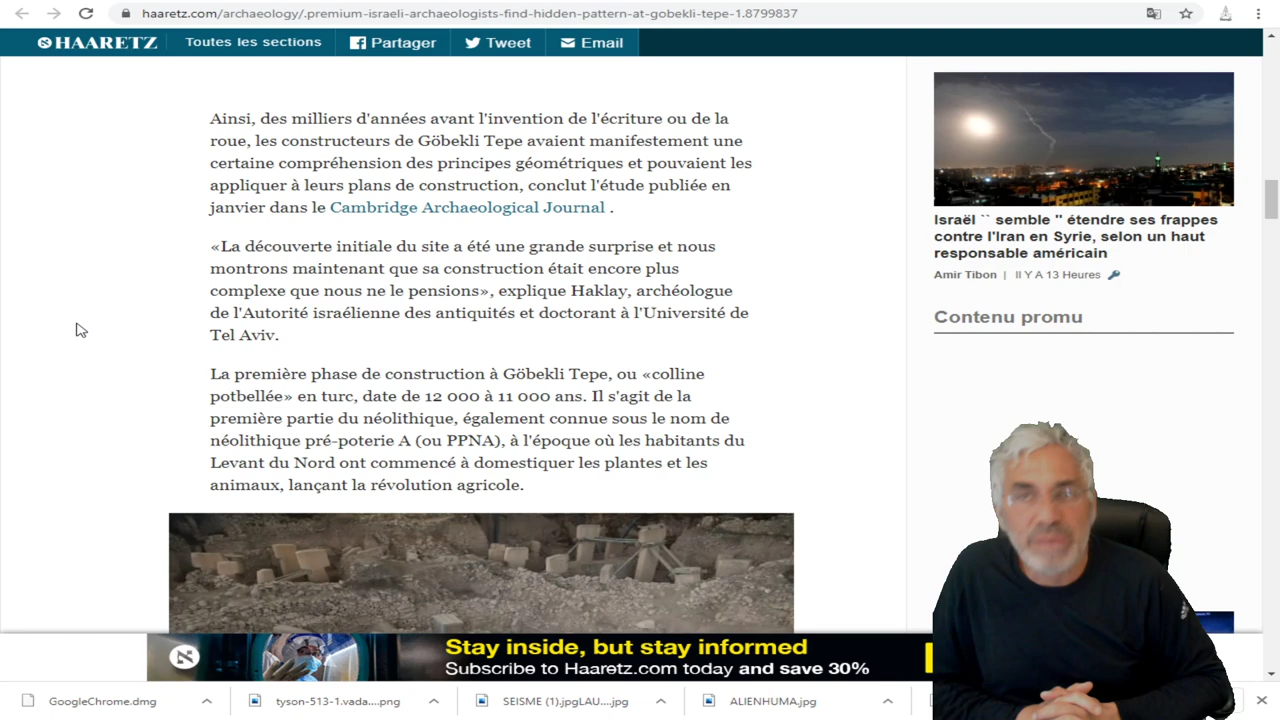 haaretz.com/archaeology/.premium-israeli-archaeologists-find-hidden-pattern-at-gobekli-tepe-1.8799837
HAARETZ
Toutes les sections
Partager
Tweet
Email
Ainsi, des milliers d'années avant l'invention de l'écriture ou de la
roue, les constructeurs de Göbekli Tepe avaient manifestement une
certaine compréhension des principes géométriques et pouvaient les
appliquer à leurs plans de construction, conclut l'étude publiée en
janvier dans le Cambridge Archaeological Journal .
«La découverte initiale du site a été une grande surprise et nous
montrons maintenant que sa construction était encore plus
complexe que nous ne le pensions», explique Haklay, archéologue
de l'Autorité israélienne des antiquités et doctorant à l'Université de
Tel Aviv.
La première phase de construction à Göbekli Tepe, ou «colline
potbellée» en turc, date de 12 000 à 11 000 ans. Il s'agit de la
première partie du néolithique, également connue sous le nom de
néolithique pré-poterie A (ou PPNA), à l'époque où les habitants du
Levant du Nord ont commencé à domestiquer les plantes et les
animaux, lançant la révolution agricole.
Israël `` semble '' étendre ses frappes
contre l'Iran en Syrie, selon un haut
responsable américain
Amir Tibon | Il Y A 13 Heures
Contenu promu
Stay inside, but stay informed
Subscribe to Haaretz.com today and save 30%
GoogleChrome.dmg
tyson-513-1.vada....png
SEISME (1).jpgLAU....jpg
ALIENHUMA.jpg